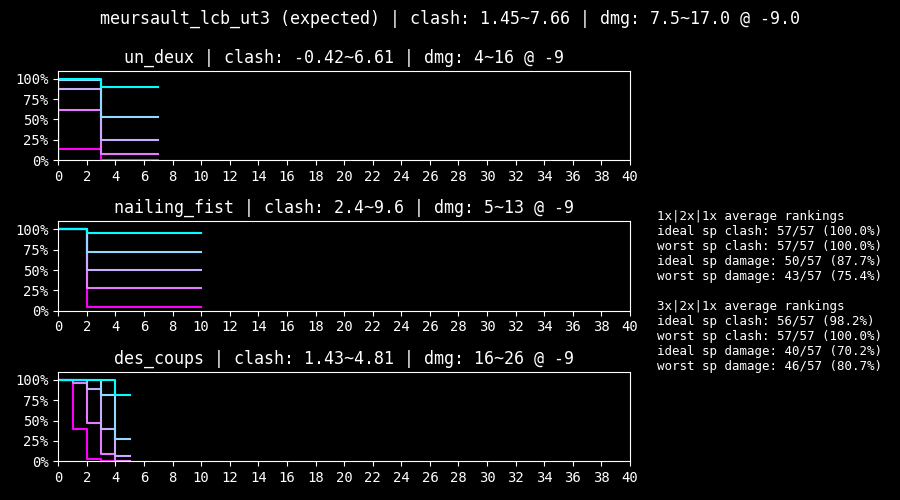 meursault_lcb_ut3 (expected) | clash: 1.45~7.66 | dmg: 7.5~17.0 @ -9.0
un_deux | clash: -0.42~6.61 | dmg: 4~16 @ -9
100%
75%
50%
25%
0%
0 2 4 6 8 10 12 14 16 18 20 22 24 26 28 30 32 34 36 38 40
nailing_fist | clash: 2.4~9.6 | dmg: 5~13 @ -9
100%
75%
50%
25%
0%
0 2 4 6 8 10 12 14 16 18 20 22 24 26 28 30 32 34 36 38 40
des_coups | clash: 1.43~4.81 | dmg: 16~26 @ -9
100%
75%
50%
25%
0%
0 2 4 6 8 10 12 14 16 18 20 22 24 26 28 30 32 34 36 38 40
1x|2x|1x average rankings
ideal sp clash: 57/57 (100.0%)
worst sp clash: 57/57 (100.0%)
ideal sp damage: 50/57 (87.7%)
worst sp damage: 43/57 (75.4%)
3x|2x|1x average rankings
ideal sp clash: 56/57 (98.2%)
worst sp clash: 57/57 (100.0%)
ideal sp damage: 40/57 (70.2%)
worst sp damage: 46/57 (80.7%)